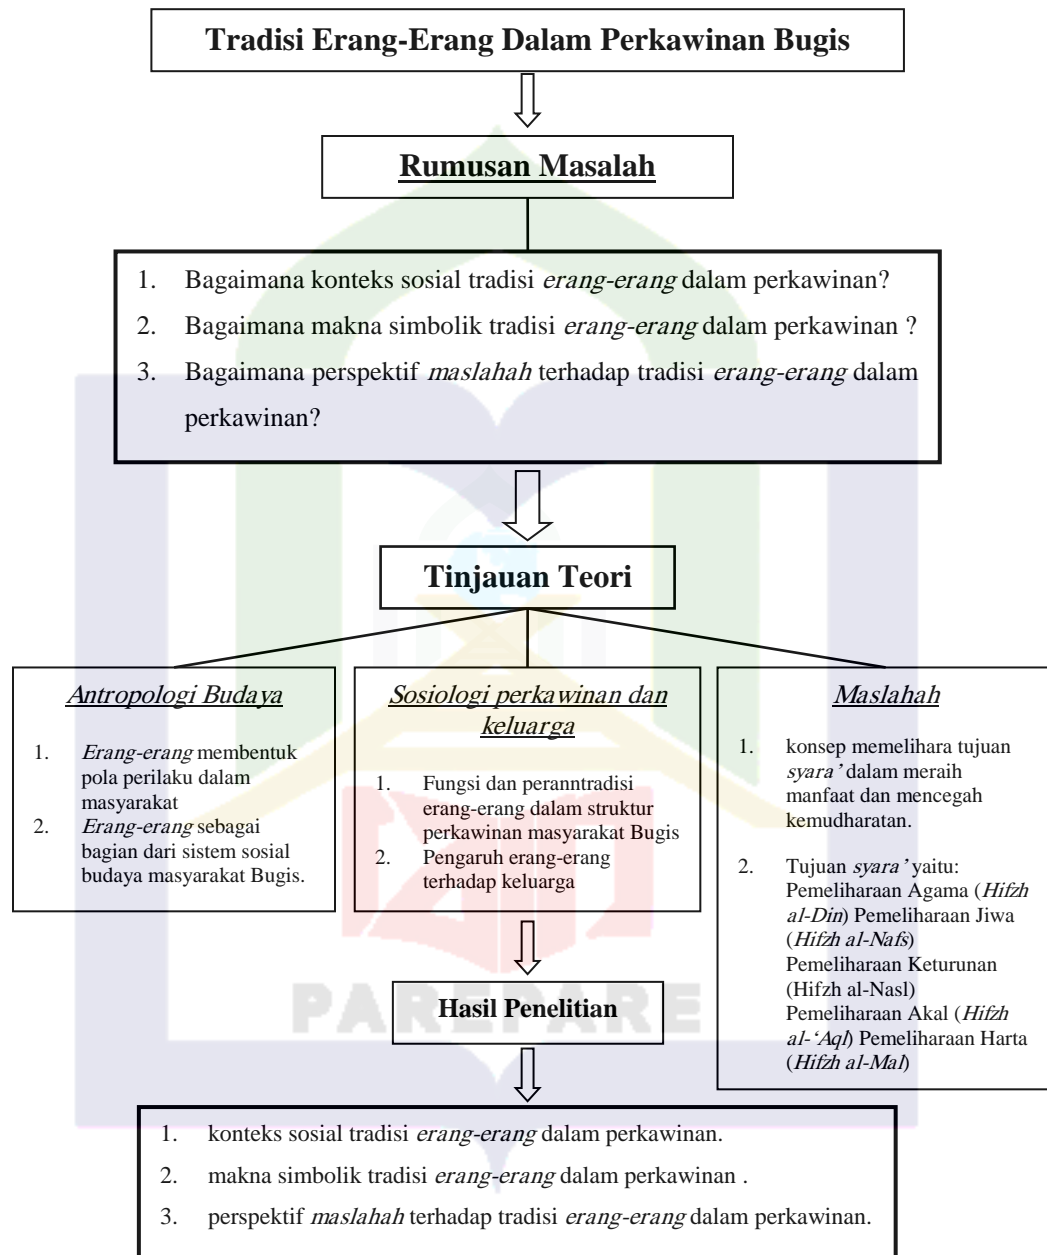 Tradisi Erang-Erang Dalam Perkawinan Bugis
Rumusan Masalah
1. Bagaimana konteks sosial tradisi erang-erang dalam perkawinan?
2. Bagaimana makna simbolik tradisi erang-erang dalam perkawinan ?
3. Bagaimana perspektif maslahah terhadap tradisi erang-erang dalam
perkawinan?
Tinjauan Teori
Antropologi Budaya
1. Erang-erang membentuk
pola perilaku dalam
masyarakat
2. Erang-erang sebagai
bagian dari sistem sosial
budaya masyarakat Bugis.
Sosiologi perkawinan dan
keluarga
1. Fungsi dan peranntradisi
erang-erang dalam struktur
perkawinan masyarakat Bugis
2. Pengaruh erang-erang
terhadap keluarga
Maslahah
1. konsep memelihara tujuan
syara’ dalam meraih
manfaat dan mencegah
kemudharatan.
2. Tujuan syara’ yaitu:
Pemeliharaan Agama (Hifzh
al-Din) Pemeliharaan Jiwa
(Hifzh al-Nafs)
Pemeliharaan Keturunan
(Hifzh al-Nasl)
Pemeliharaan Akal (Hifzh
al-‘Aql) Pemeliharaan Harta
(Hifzh al-Mal)
PAREPARE
Hasil Penelitian
1. konteks sosial tradisi erang-erang dalam perkawinan.
2. makna simbolik tradisi erang-erang dalam perkawinan .
3. perspektif maslahah terhadap tradisi erang-erang dalam perkawinan.